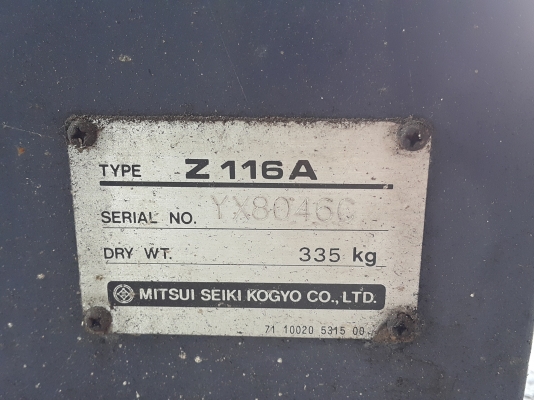 TYPE Z 116A
SERIAL NO. YX80466
DRY WT. 335 kg
MITSUI SEIKI KOGYO CO., LTD.
71 10020 5315 00